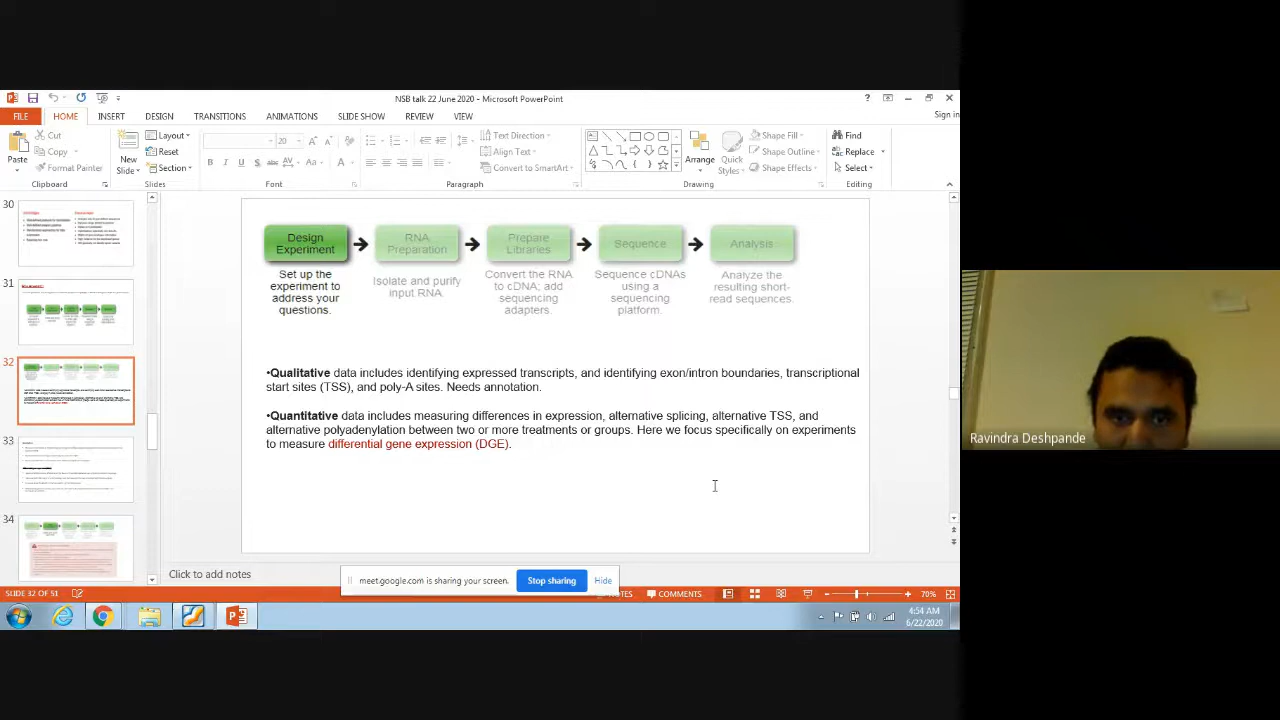 NSB talk 22 June 2020 - Microsoft PowerPoint
?
FILE HOME INSERT DESIGN TRANSITIONS ANIMATIONS SLIDE SHOW REVIEW VIEW Sign in
Paste
Cut
Copy
Format Painter
Clipboard
New
Slide
Layout
Reset
Section
Slides
20
B I U S abc AV Aa A
Font
Text Direction
Align Text
Convert to SmartArt
Paragraph
Arrange
Quick
Styles
Shape Fill
Shape Outline
Shape Effects
Drawing
Find
Replace
Select
Editing
30
31
32
33
34
Design
Experiment
Set up the
experiment to
address your
questions.
RNA
Preparation
Isolate and purify
input RNA.
Prepare
Libraries
Convert the RNA
to cDNA; add
sequencing
adapters.
Sequence
Sequence cDNAs
using a
sequencing
platform.
Analysis
Analyze the
resulting short-
read sequences.
•Qualitative data includes identifying expressed transcripts, and identifying exon/intron boundaries, transcriptional
start sites (TSS), and poly-A sites. Needs annotation.
•Quantitative data includes measuring differences in expression, alternative splicing, alternative TSS, and
alternative polyadenylation between two or more treatments or groups. Here we focus specifically on experiments
to measure differential gene expression (DGE).
Ravindra Deshpande
Click to add notes
meet.google.com is sharing your screen. Stop sharing Hide
SLIDE 32 OF 51 NOTES COMMENTS 70%
4:54 AM
6/22/2020